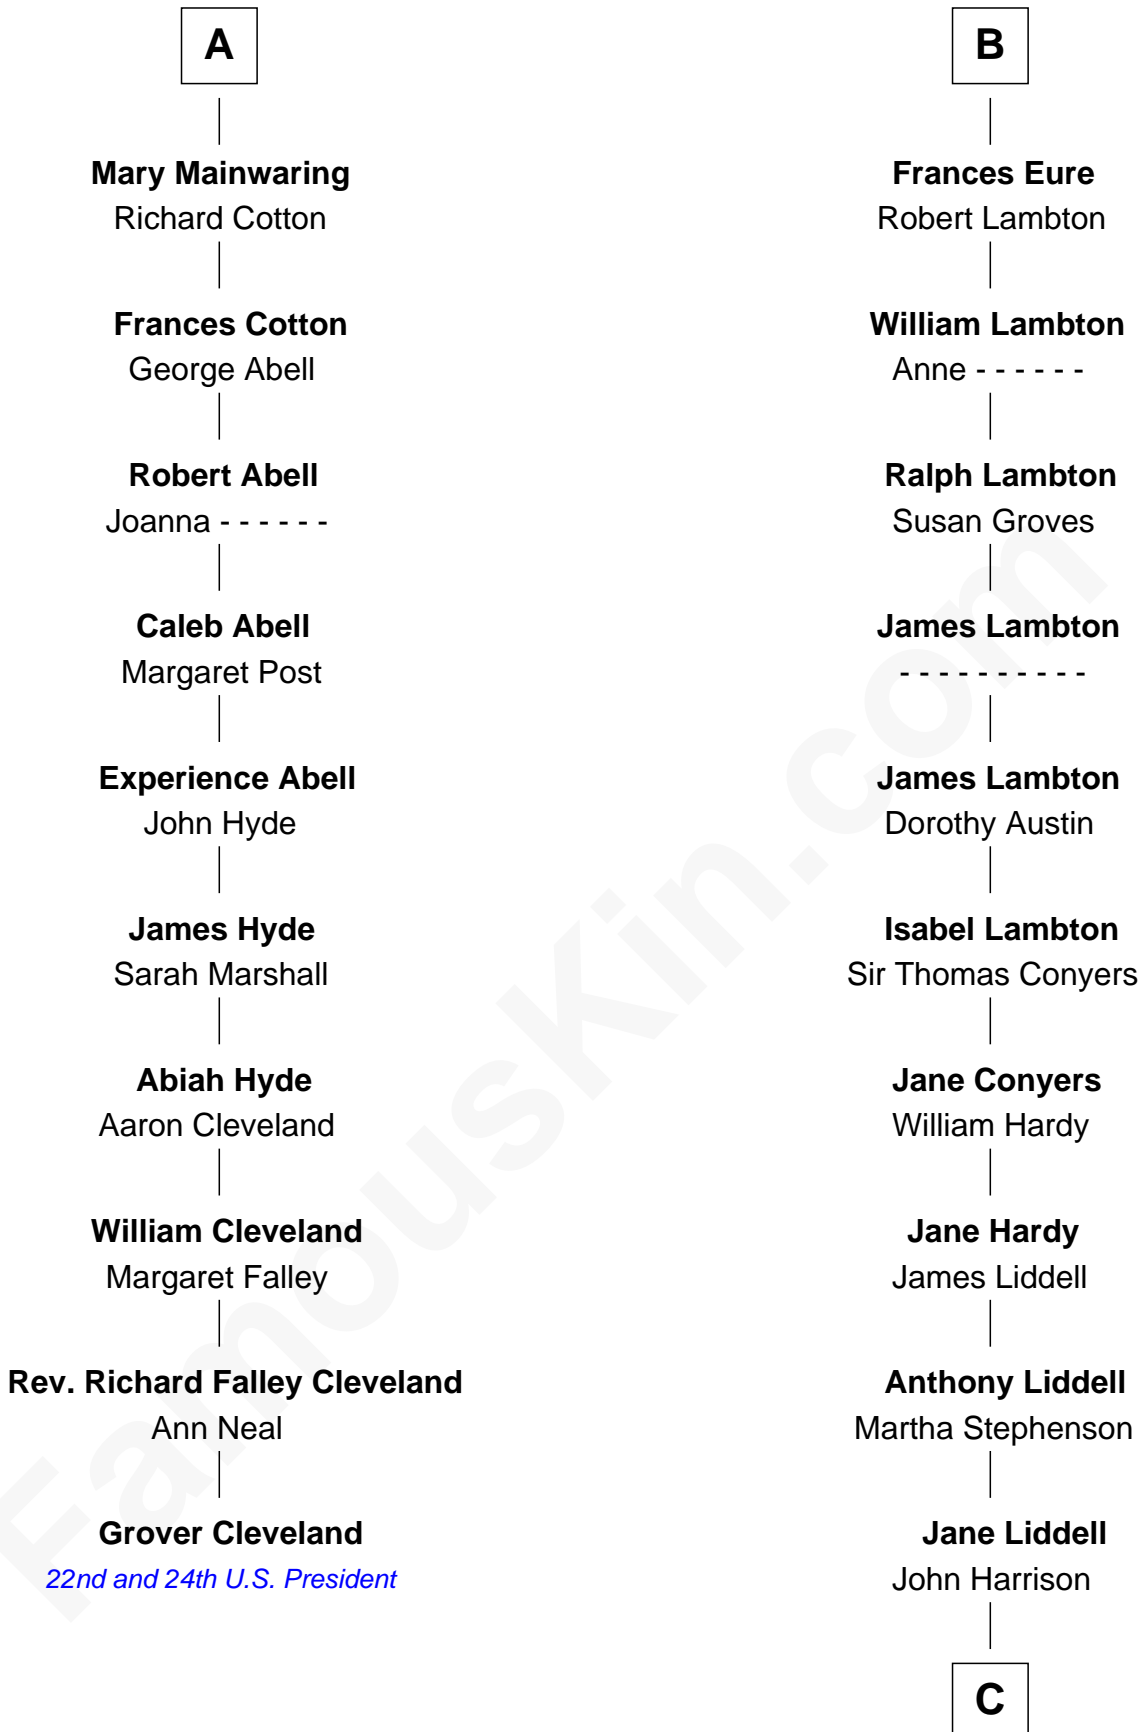 A
Mary Mainwaring
Richard Cotton
Frances Cotton
George Abell
Robert Abell
Joanna - - - - - -
Caleb Abell
Margaret Post
Experience Abell
John Hyde
James Hyde
Sarah Marshall
Abiah Hyde
Aaron Cleveland
William Cleveland
Margaret Falley
Rev. Richard Falley Cleveland
Ann Neal
Grover Cleveland
22nd and 24th U.S. President
B
Frances Eure
Robert Lambton
William Lambton
Anne - - - - - -
Ralph Lambton
Susan Groves
James Lambton
- - - - - - - - - -
James Lambton
Dorothy Austin
Isabel Lambton
Sir Thomas Conyers
Jane Conyers
William Hardy
Jane Hardy
James Liddell
Anthony Liddell
Martha Stephenson
Jane Liddell
John Harrison
C
FamousKin.com